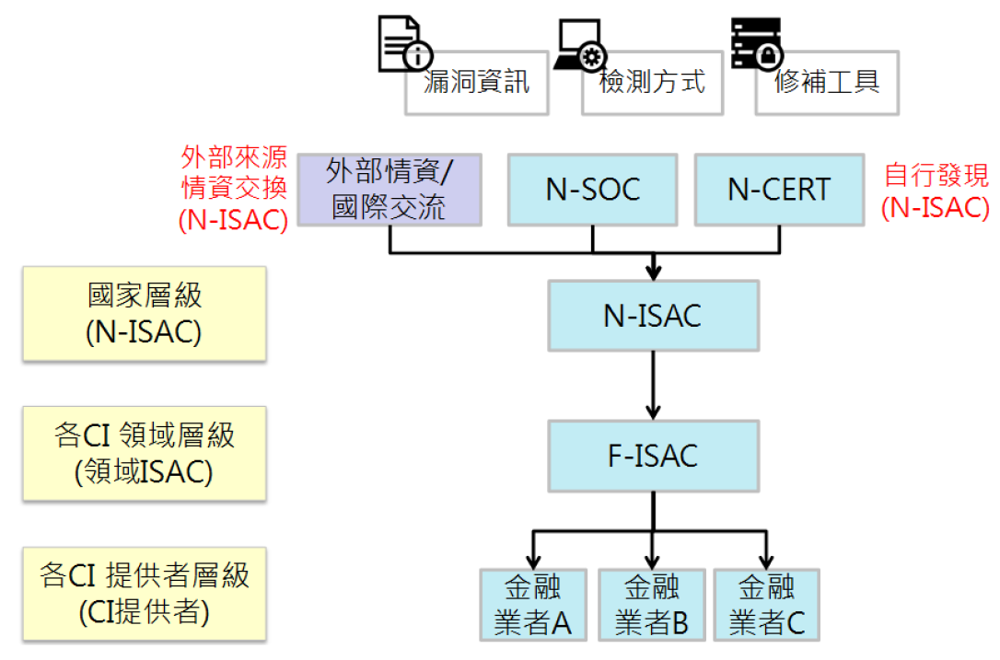 漏洞資訊
檢測方式
修補工具
外部來源
情資交換
(N-ISAC)
外部情資/
國際交流
N-SOC
N-CERT
自行發現
(N-ISAC)
國家層級
(N-ISAC)
N-ISAC
各CI 領域層級
(領域ISAC)
F-ISAC
各CI 提供者層級
(CI提供者)
金融
業者A
金融
業者B
金融
業者C